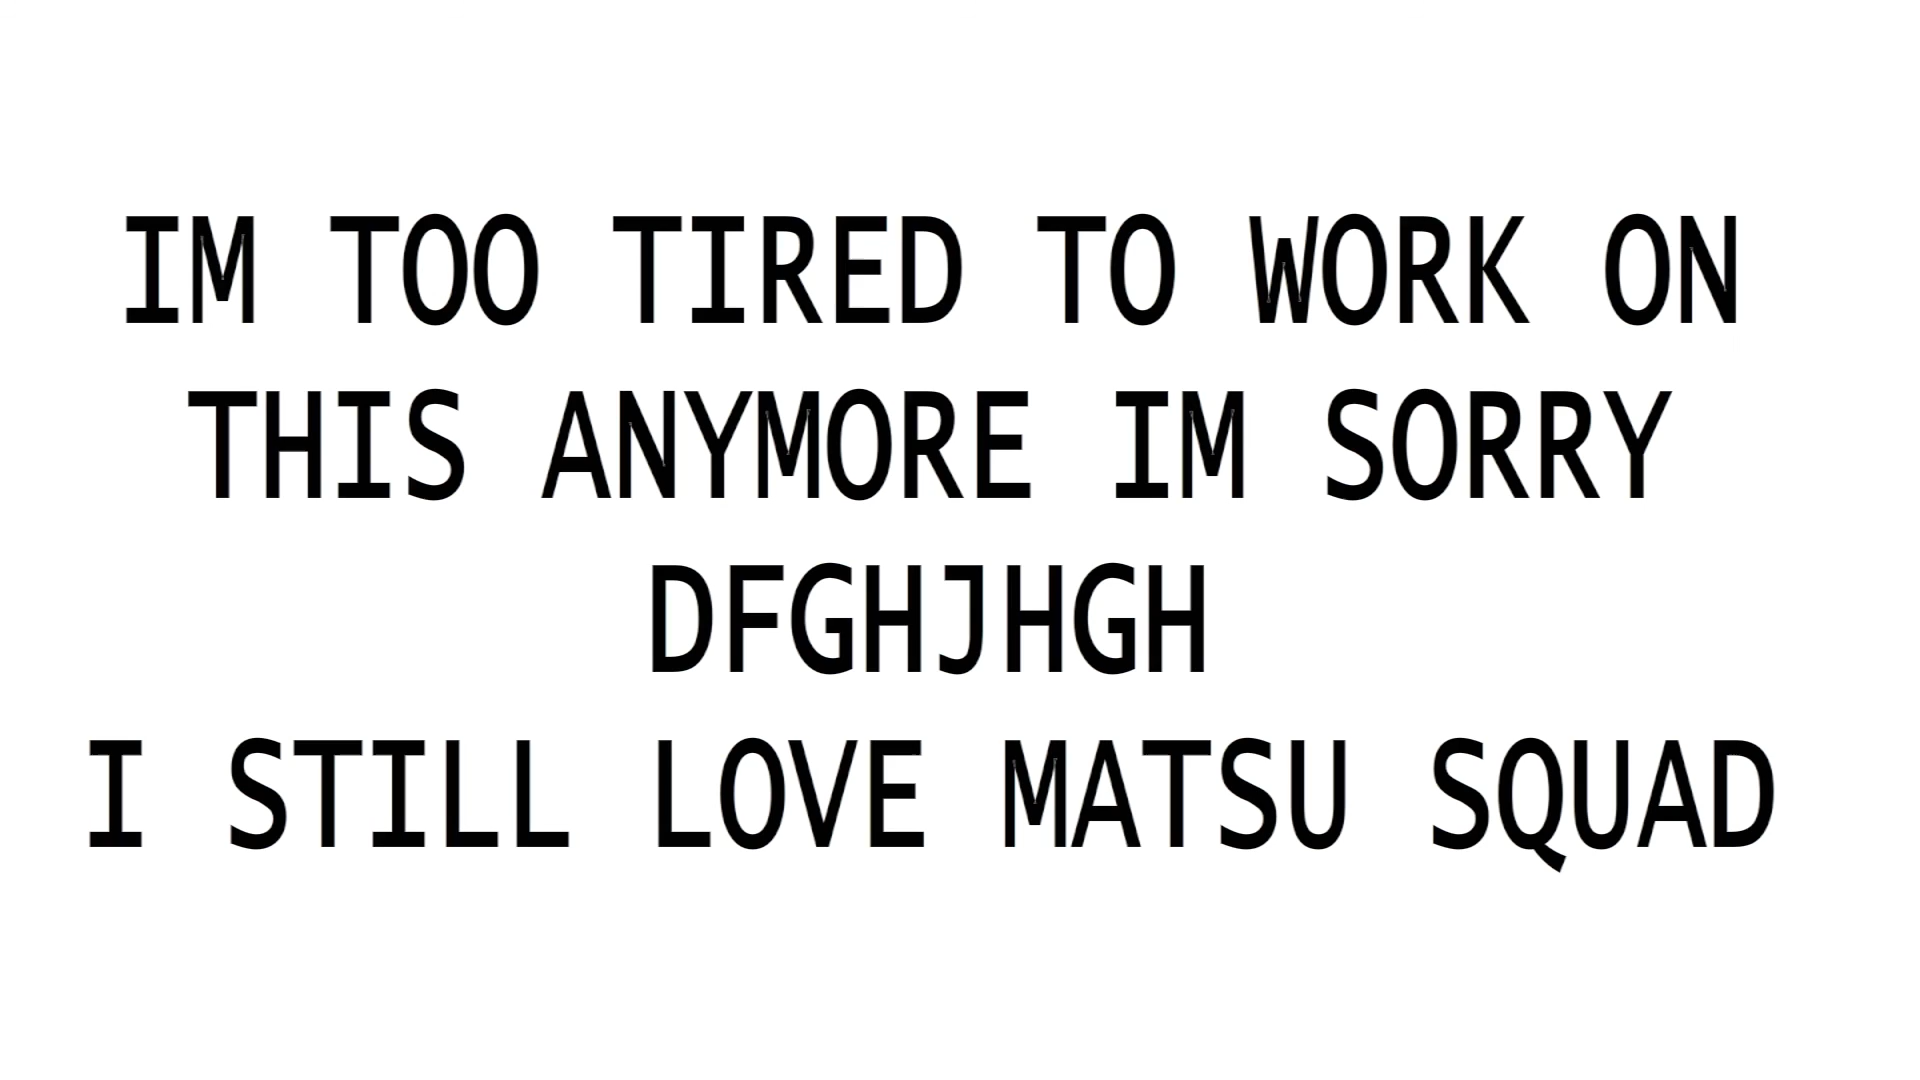 IM TOO TIRED TO WORK ON
THIS ANYMORE IM SORRY
DFGHJHGH
I STILL LOVE MATSU SQUAD